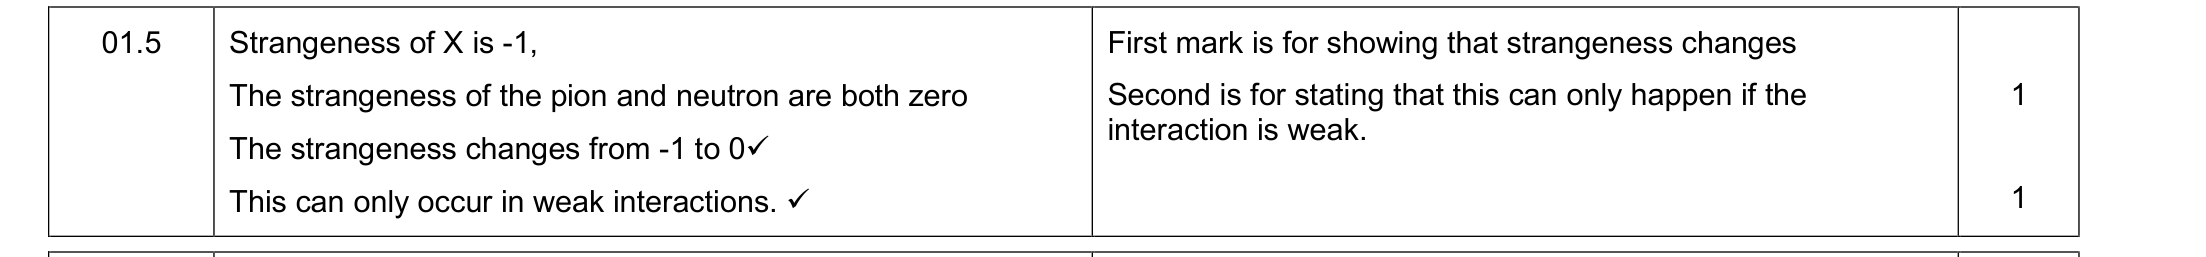 01.5
Strangeness of X is -1,
The strangeness of the pion and neutron are both zero
The strangeness changes from -1 to 0✓
This can only occur in weak interactions. ✓
First mark is for showing that strangeness changes
Second is for stating that this can only happen if the
interaction is weak.
1
1